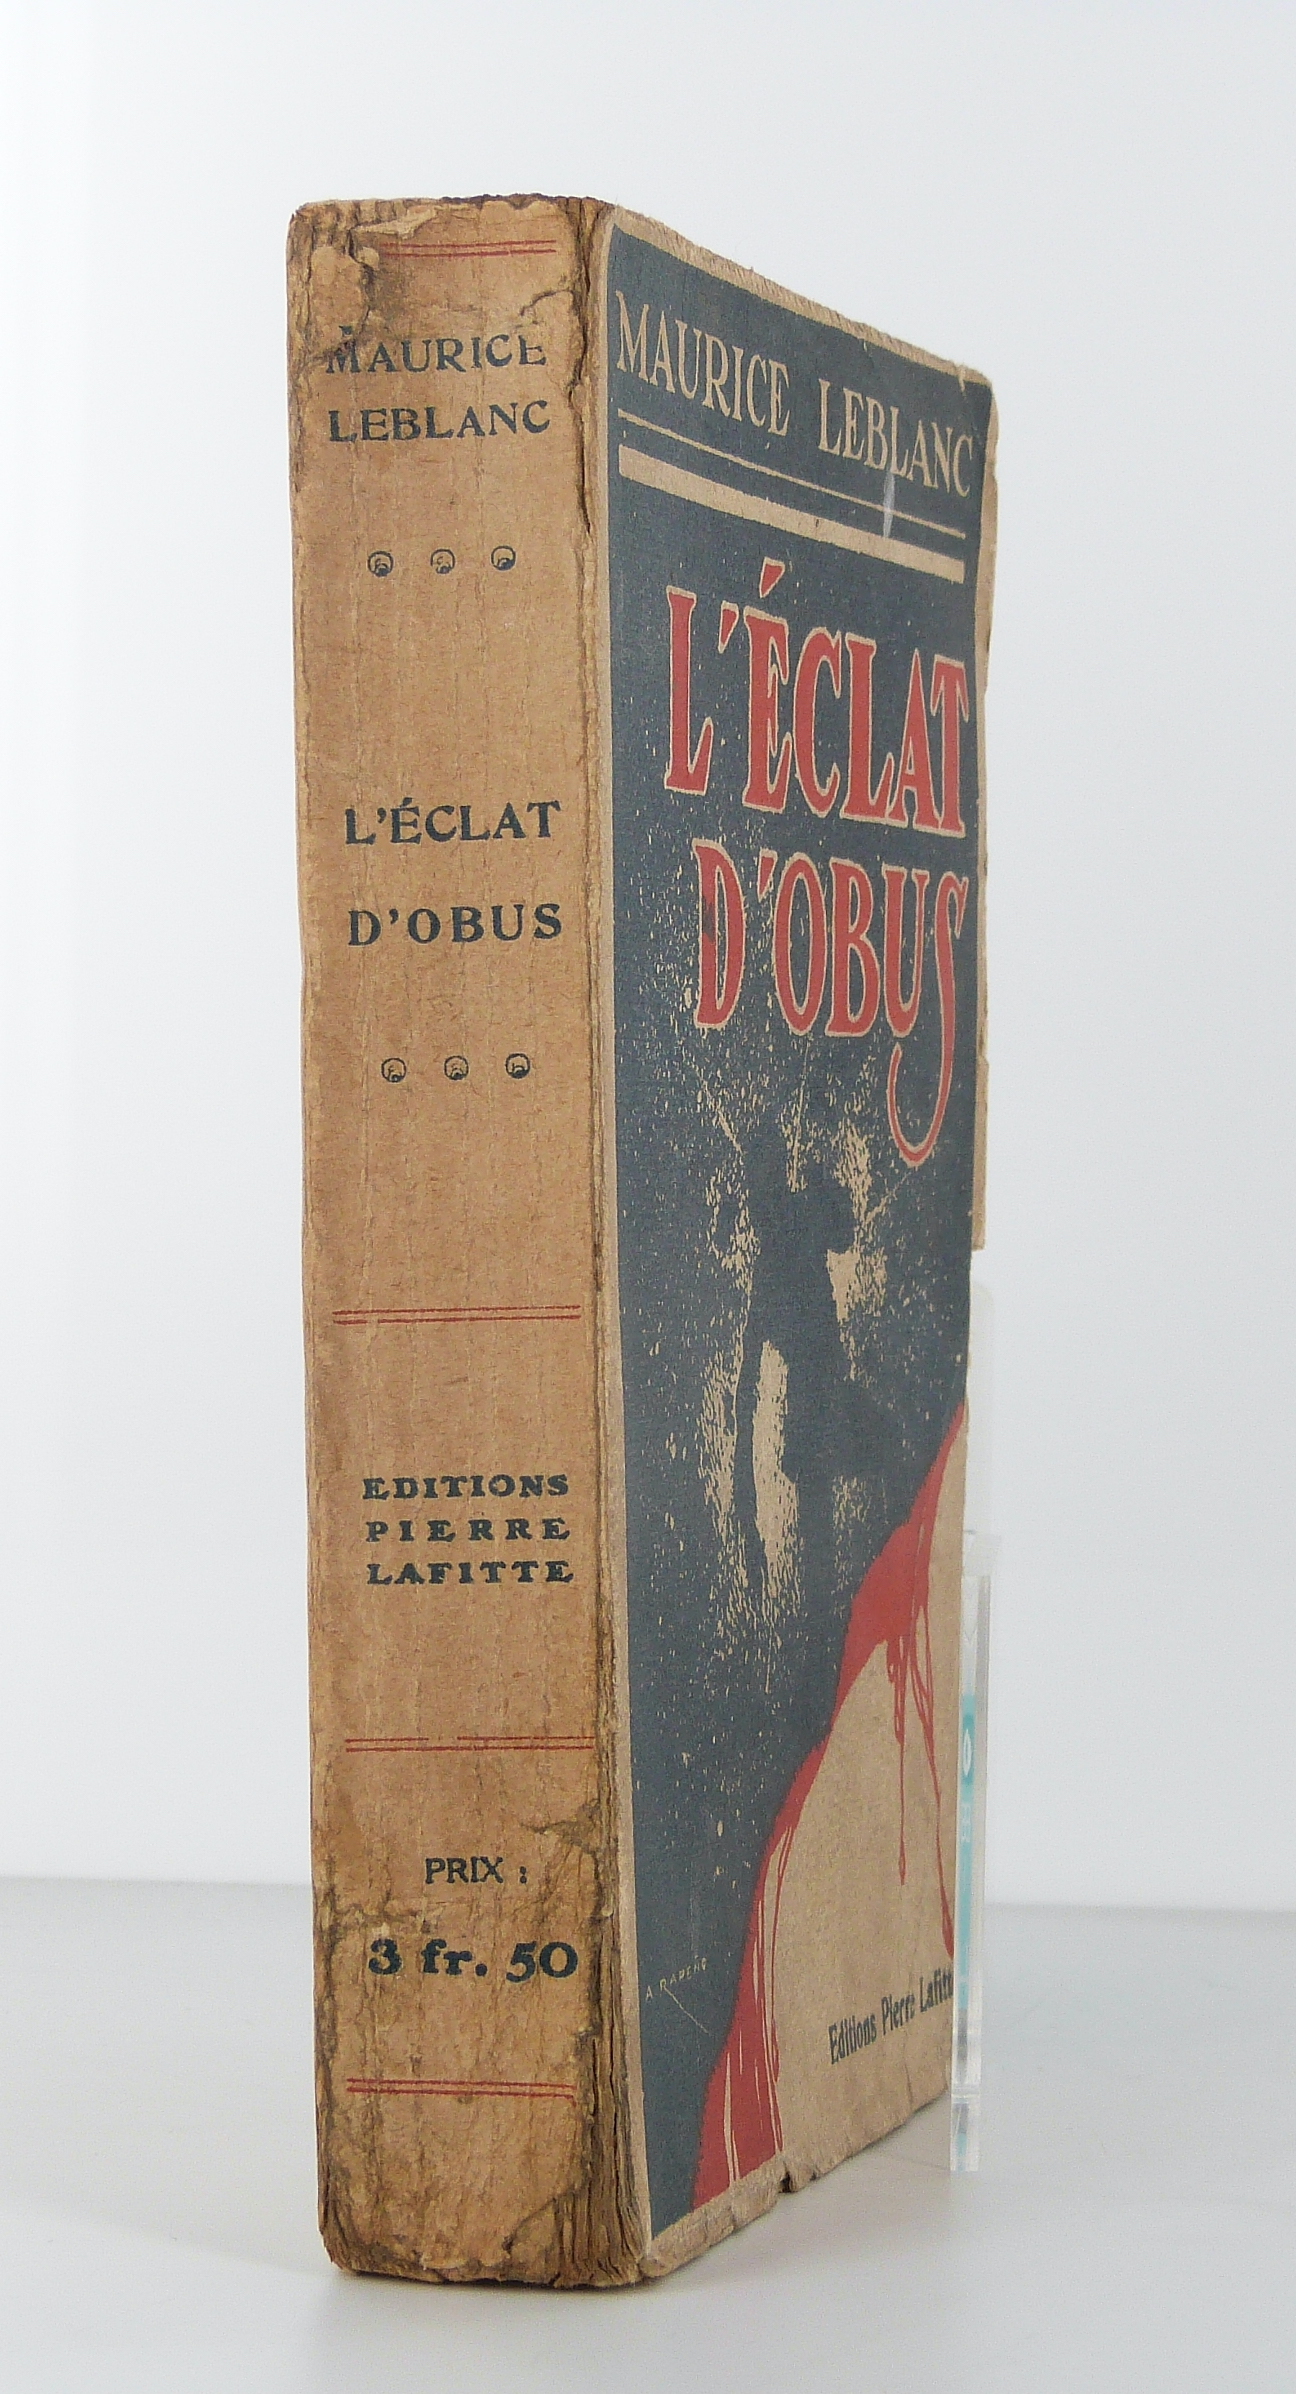 MAURICE
LEBLANC
L'ÉCLAT
D'OBUS
EDITIONS
PIERRE
LAFITTE
PRIX :
3 fr. 50
MAURICE LEBLANC
L'ÉCLAT
D'OBUS
Editions Pierre Lafitte